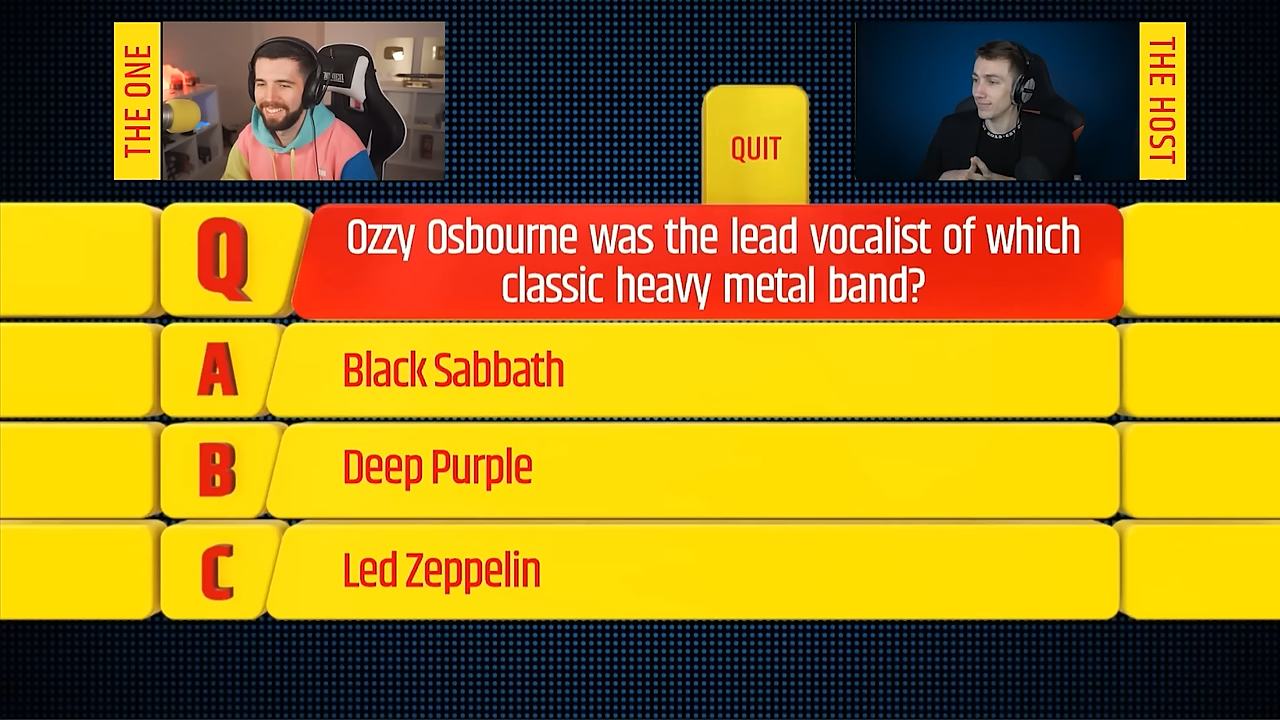 THE ONE
THE HOST
QUIT
Q
Ozzy Osbourne was the lead vocalist of which
classic heavy metal band?
A
Black Sabbath
B
Deep Purple
C
Led Zeppelin